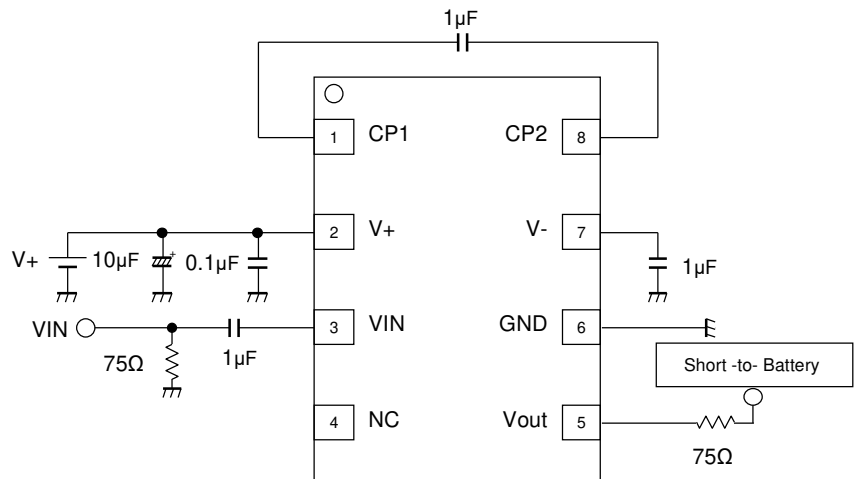 1µF
1 CP1 CP2 8
2 V+ V- 7
V+ 10µF + 0.1µF 1µF
VIN 3 VIN GND 6
75Ω 1µF
Short -to- Battery
4 NC Vout 5
75Ω